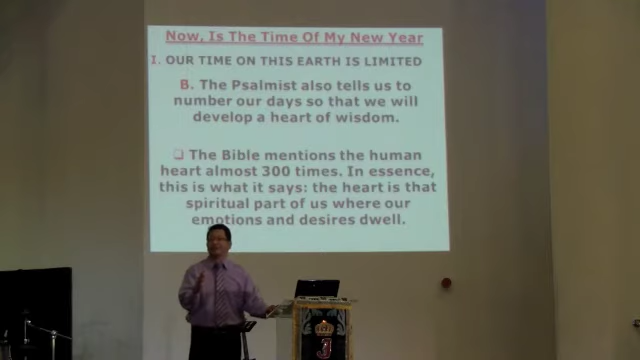 Now, Is The Time Of My New Year
I. OUR TIME ON THIS EARTH IS LIMITED
B. The Psalmist also tells us to
number our days so that we will
develop a heart of wisdom.
❑ The Bible mentions the human
heart almost 300 times. In essence,
this is what it says: the heart is that
spiritual part of us where our
emotions and desires dwell.
J